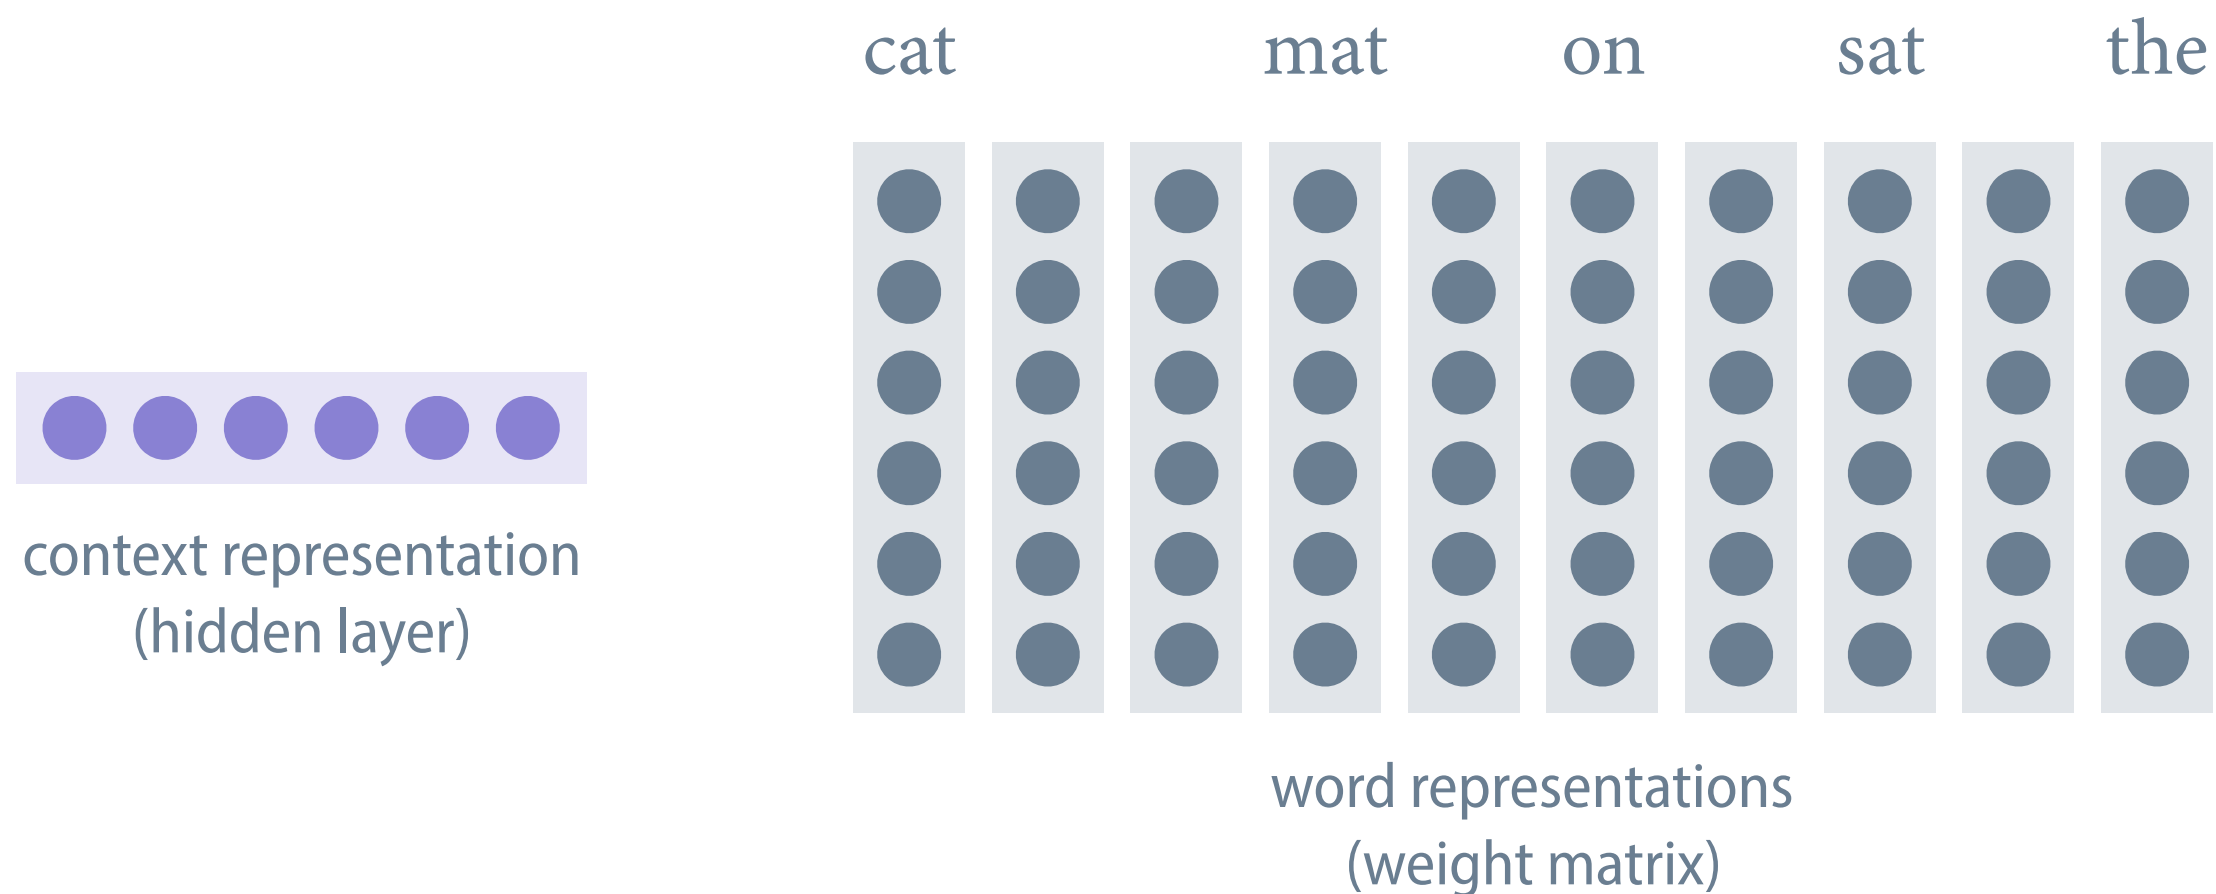 cat mat on sat the
context representation
(hidden layer)
word representations
(weight matrix)